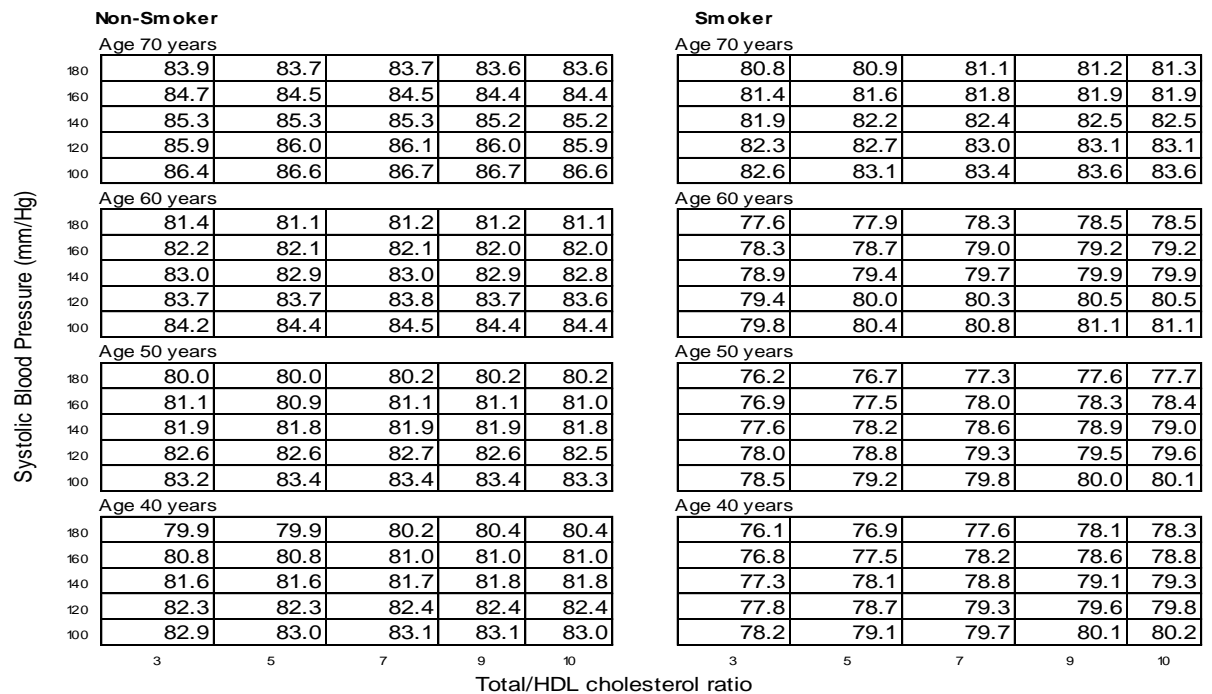 Non-Smoker Smoker
Age 70 years Age 70 years
180 83.9 83.7 83.7 83.6 83.6 80.8 80.9 81.1 81.2 81.3
160 84.7 84.5 84.5 84.4 84.4 81.4 81.6 81.8 81.9 81.9
140 85.3 85.3 85.3 85.2 85.2 81.9 82.2 82.4 82.5 82.5
120 85.9 86.0 86.1 86.0 85.9 82.3 82.7 83.0 83.1 83.1
100 86.4 86.6 86.7 86.7 86.6 82.6 83.1 83.4 83.6 83.6
Age 60 years Age 60 years
180 81.4 81.1 81.2 81.2 81.1 77.6 77.9 78.3 78.5 78.5
160 82.2 82.1 82.1 82.0 82.0 78.3 78.7 79.0 79.2 79.2
140 83.0 82.9 83.0 82.9 82.8 78.9 79.4 79.7 79.9 79.9
120 83.7 83.7 83.8 83.7 83.6 79.4 80.0 80.3 80.5 80.5
100 84.2 84.4 84.5 84.4 84.4 79.8 80.4 80.8 81.1 81.1
Age 50 years Age 50 years
180 80.0 80.0 80.2 80.2 80.2 76.2 76.7 77.3 77.6 77.7
160 81.1 80.9 81.1 81.1 81.0 76.9 77.5 78.0 78.3 78.4
140 81.9 81.8 81.9 81.9 81.8 77.6 78.2 78.6 78.9 79.0
120 82.6 82.6 82.7 82.6 82.5 78.0 78.8 79.3 79.5 79.6
100 83.2 83.4 83.4 83.4 83.3 78.5 79.2 79.8 80.0 80.1
Age 40 years Age 40 years
180 79.9 79.9 80.2 80.4 80.4 76.1 76.9 77.6 78.1 78.3
160 80.8 80.8 81.0 81.0 81.0 76.8 77.5 78.2 78.6 78.8
140 81.6 81.6 81.7 81.8 81.8 77.3 78.1 78.8 79.1 79.3
120 82.3 82.3 82.4 82.4 82.4 77.8 78.7 79.3 79.6 79.8
100 82.9 83.0 83.1 83.1 83.0 78.2 79.1 79.7 80.1 80.2
3 5 7 9 10 3 5 7 9 10
Total/HDL cholesterol ratio
Systolic Blood Pressure (mm/Hg)